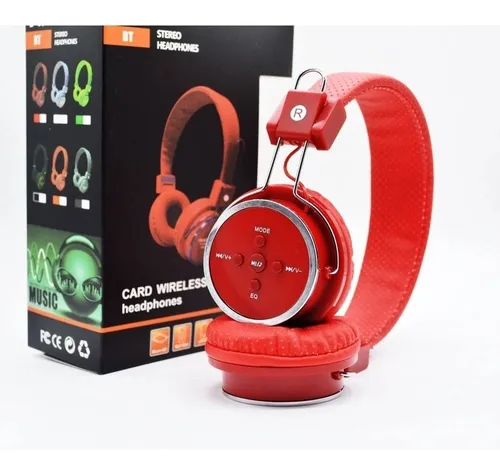 BT
STEREO
HEADPHONES
BT
STEREO
HEADPHONES
MUSIC
CARD WIRELESS
headphones
FC CE
R
MODE
EQ